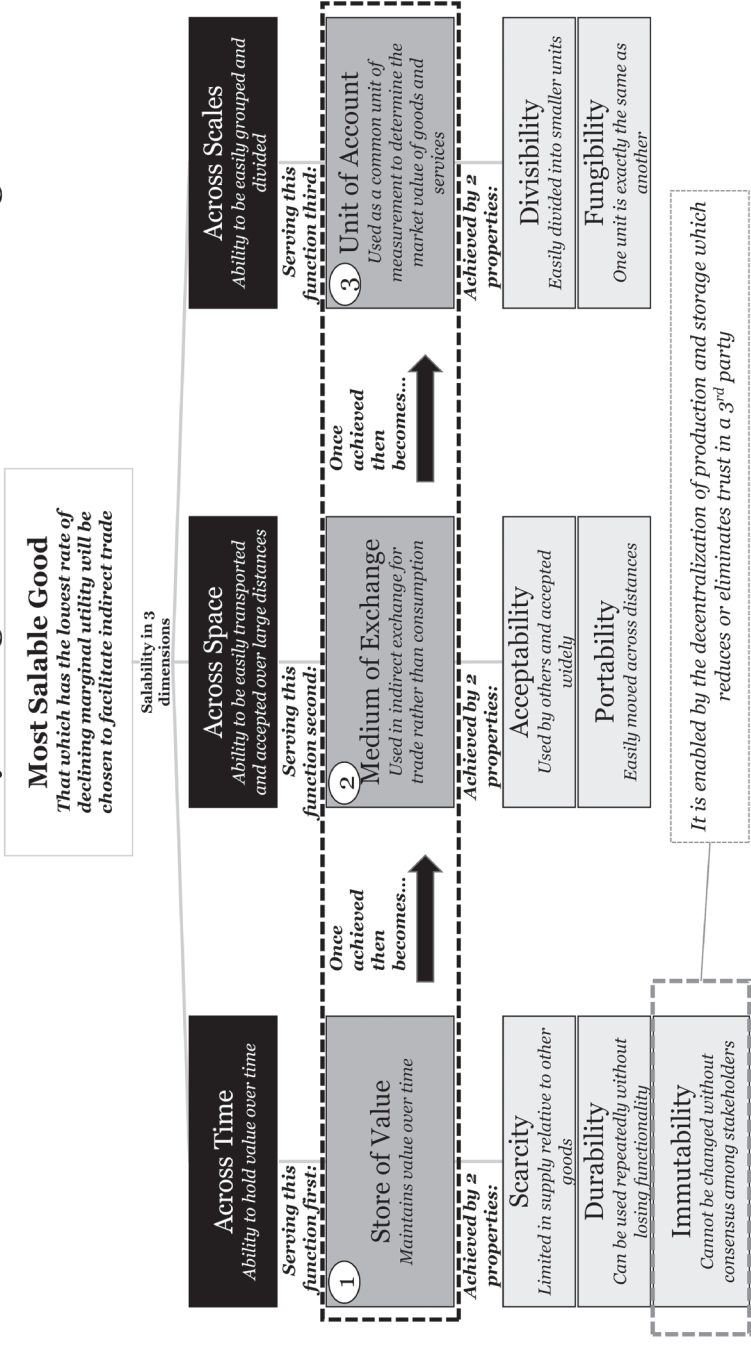 Most Salable Good
That which has the lowest rate of
declining marginal utility will be
chosen to facilitate indirect trade
Salability in 3
dimensions
Across Time
Ability to hold value over time
Across Space
Ability to be easily transported
and accepted over large distances
Across Scales
Ability to be easily grouped and
divided
Serving this
function first:
Serving this
function second:
Serving this
function third:
1
Store of Value
Maintains value over time
Once
achieved
then
becomes...
2
Medium of Exchange
Used in indirect exchange for
trade rather than consumption
Once
achieved
then
becomes...
3
Unit of Account
Used as a common unit of
measurement to determine the
market value of goods and
services
Achieved by 2
properties:
Achieved by 2
properties:
Achieved by 2
properties:
Scarcity
Limited in supply relative to other
goods
Durability
Can be used repeatedly without
losing functionality
Immutability
Cannot be changed without
consensus among stakeholders
Acceptability
Used by others and accepted
widely
Portability
Easily moved across distances
Divisibility
Easily divided into smaller units
Fungibility
One unit is exactly the same as
another
It is enabled by the decentralization of production and storage which
reduces or eliminates trust in a 3rd party